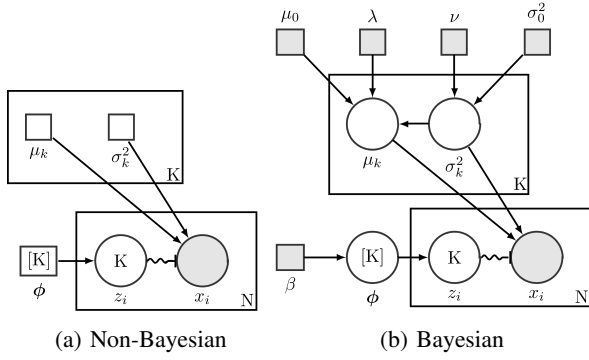 μ₀ λ ν σ₀²
μₖ σₖ²
K
μₖ σₖ²
K
[K] K
ϕ zᵢ xᵢ
N
[K] K
β ϕ zᵢ xᵢ
N
(a) Non-Bayesian
(b) Bayesian